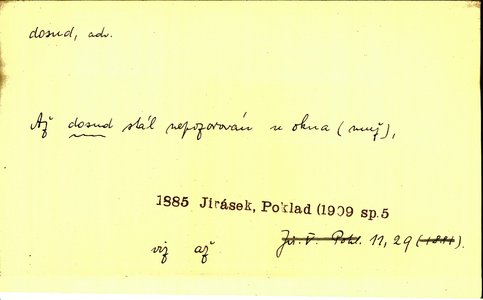 dosud, adv.
Až dosud stál nepozorován u okna (muž),
1885 Jirásek, Poklad (1909 sp.5
Jir. V. Pokl. 11, 29 (1881).
viz až